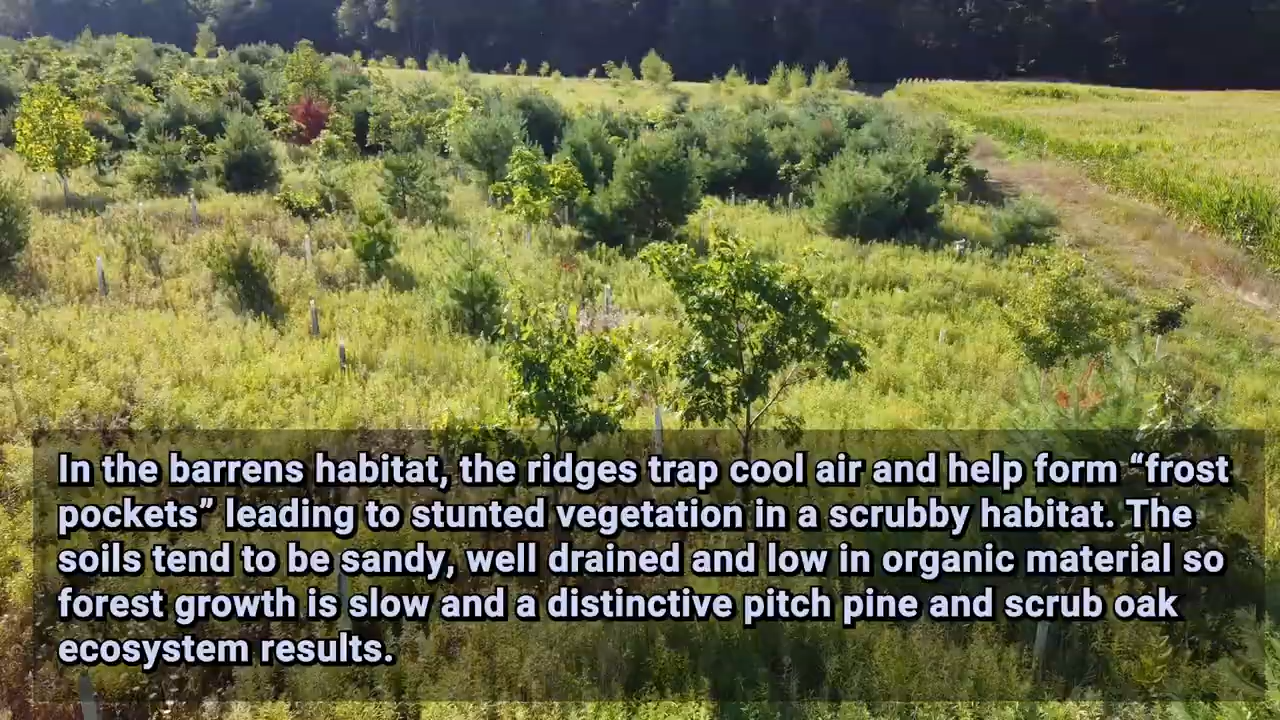 In the barrens habitat, the ridges trap cool air and help form “frost
pockets” leading to stunted vegetation in a scrubby habitat. The
soils tend to be sandy, well drained and low in organic material so
forest growth is slow and a distinctive pitch pine and scrub oak
ecosystem results.